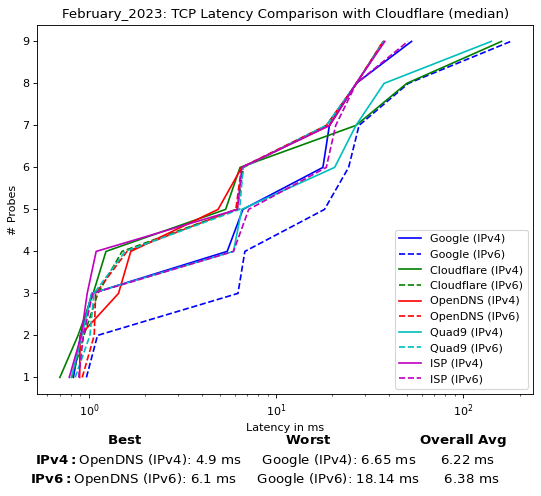 February_2023: TCP Latency Comparison with Cloudflare (median)
# Probes
9
8
7
6
5
4
3
2
1
Google (IPv4)
Google (IPv6)
Cloudflare (IPv4)
Cloudflare (IPv6)
OpenDNS (IPv4)
OpenDNS (IPv6)
Quad9 (IPv4)
Quad9 (IPv6)
ISP (IPv4)
ISP (IPv6)
10⁰ 10¹ 10²
Latency in ms
Best Worst Overall Avg
IPv4: OpenDNS (IPv4): 4.9 ms Google (IPv4): 6.65 ms 6.22 ms
IPv6: OpenDNS (IPv6): 6.1 ms Google (IPv6): 18.14 ms 6.38 ms